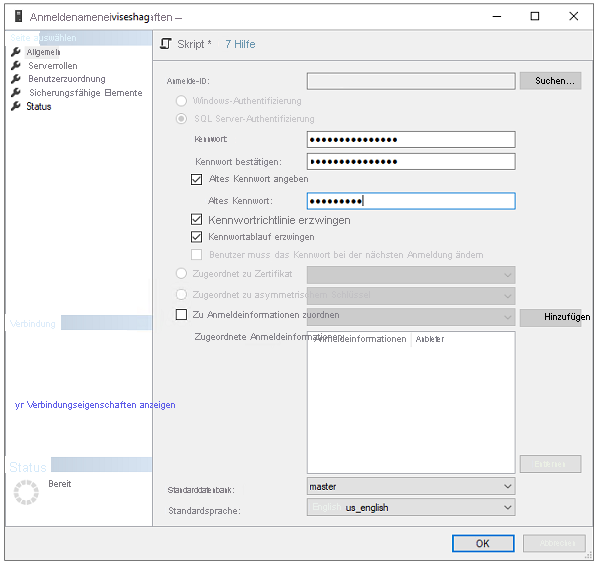 Anmeldenameneiviseshagaften —
Seite Auswählen
Allgemein
Serverrollen
Benutzerzuordnung
Sicherungsfähige Elemente
Status
Skript * 7 Hilfe
Anmelde-ID: Suchen...
Windows-Authentifizierung
SQL Server-Authentifizierung
Kennwort:
Kennwort bestätigen:
Altes Kennwort angeben
Altes Kennwort:
Kennwortrichtlinie erzwingen
Kennwortablauf erzwingen
Benutzer muss das Kennwort bei der nächsten Anmeldung ändern
Zugeordnet zu Zertifikat
Zugeordnet zu asymmetrischem
Zu Anmeldeinformationen zuordnen Hinzufügen
Zugeordnete Anmeldeinformationen
Anmeldeinformationen Anbieter
Verbindung
yr Verbindungseigenschaften anzeigen
Status
Bereit
Standarddatenbank: master
Standardsprache: English us_english
OK